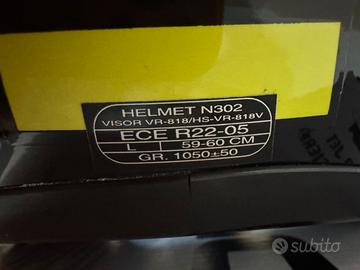 HELMET N302
VISOR VR-818/HS-VR-818V
ECE R22-05
L 59-60 CM
GR. 1050±50
subito